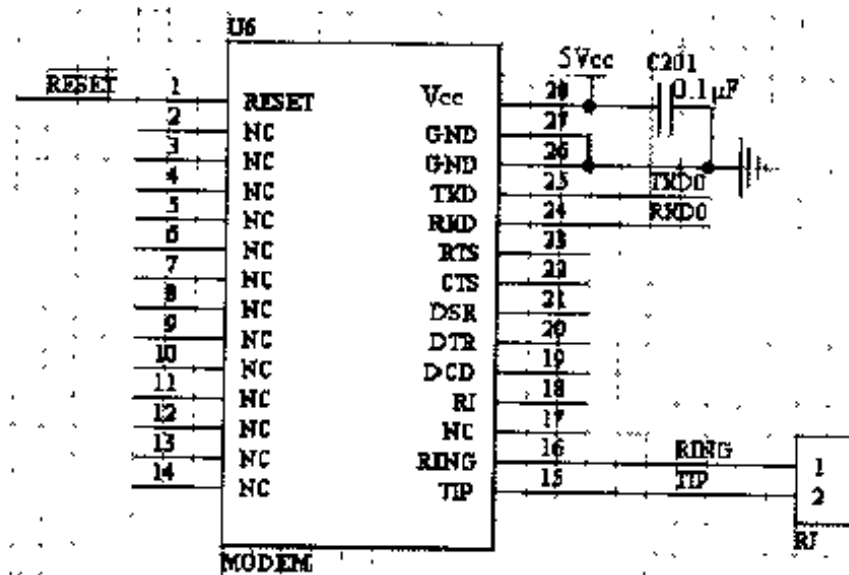 U6
RESET 1 RESET
2 NC
3 NC
4 NC
5 NC
6 NC
7 NC
8 NC
9 NC
10 NC
11 NC
12 NC
13 NC
14 NC
MODEM
5Vcc C201
Vcc 28 0.1μF
GND 27
GND 26
TXD 25 TXD0
RXD 24 RXD0
RTS 23
CTS 22
DSR 21
DTR 20
DCD 19
RI 18
NC 17
RING 16 RING 1
TIP 15 TIP 2
RJ